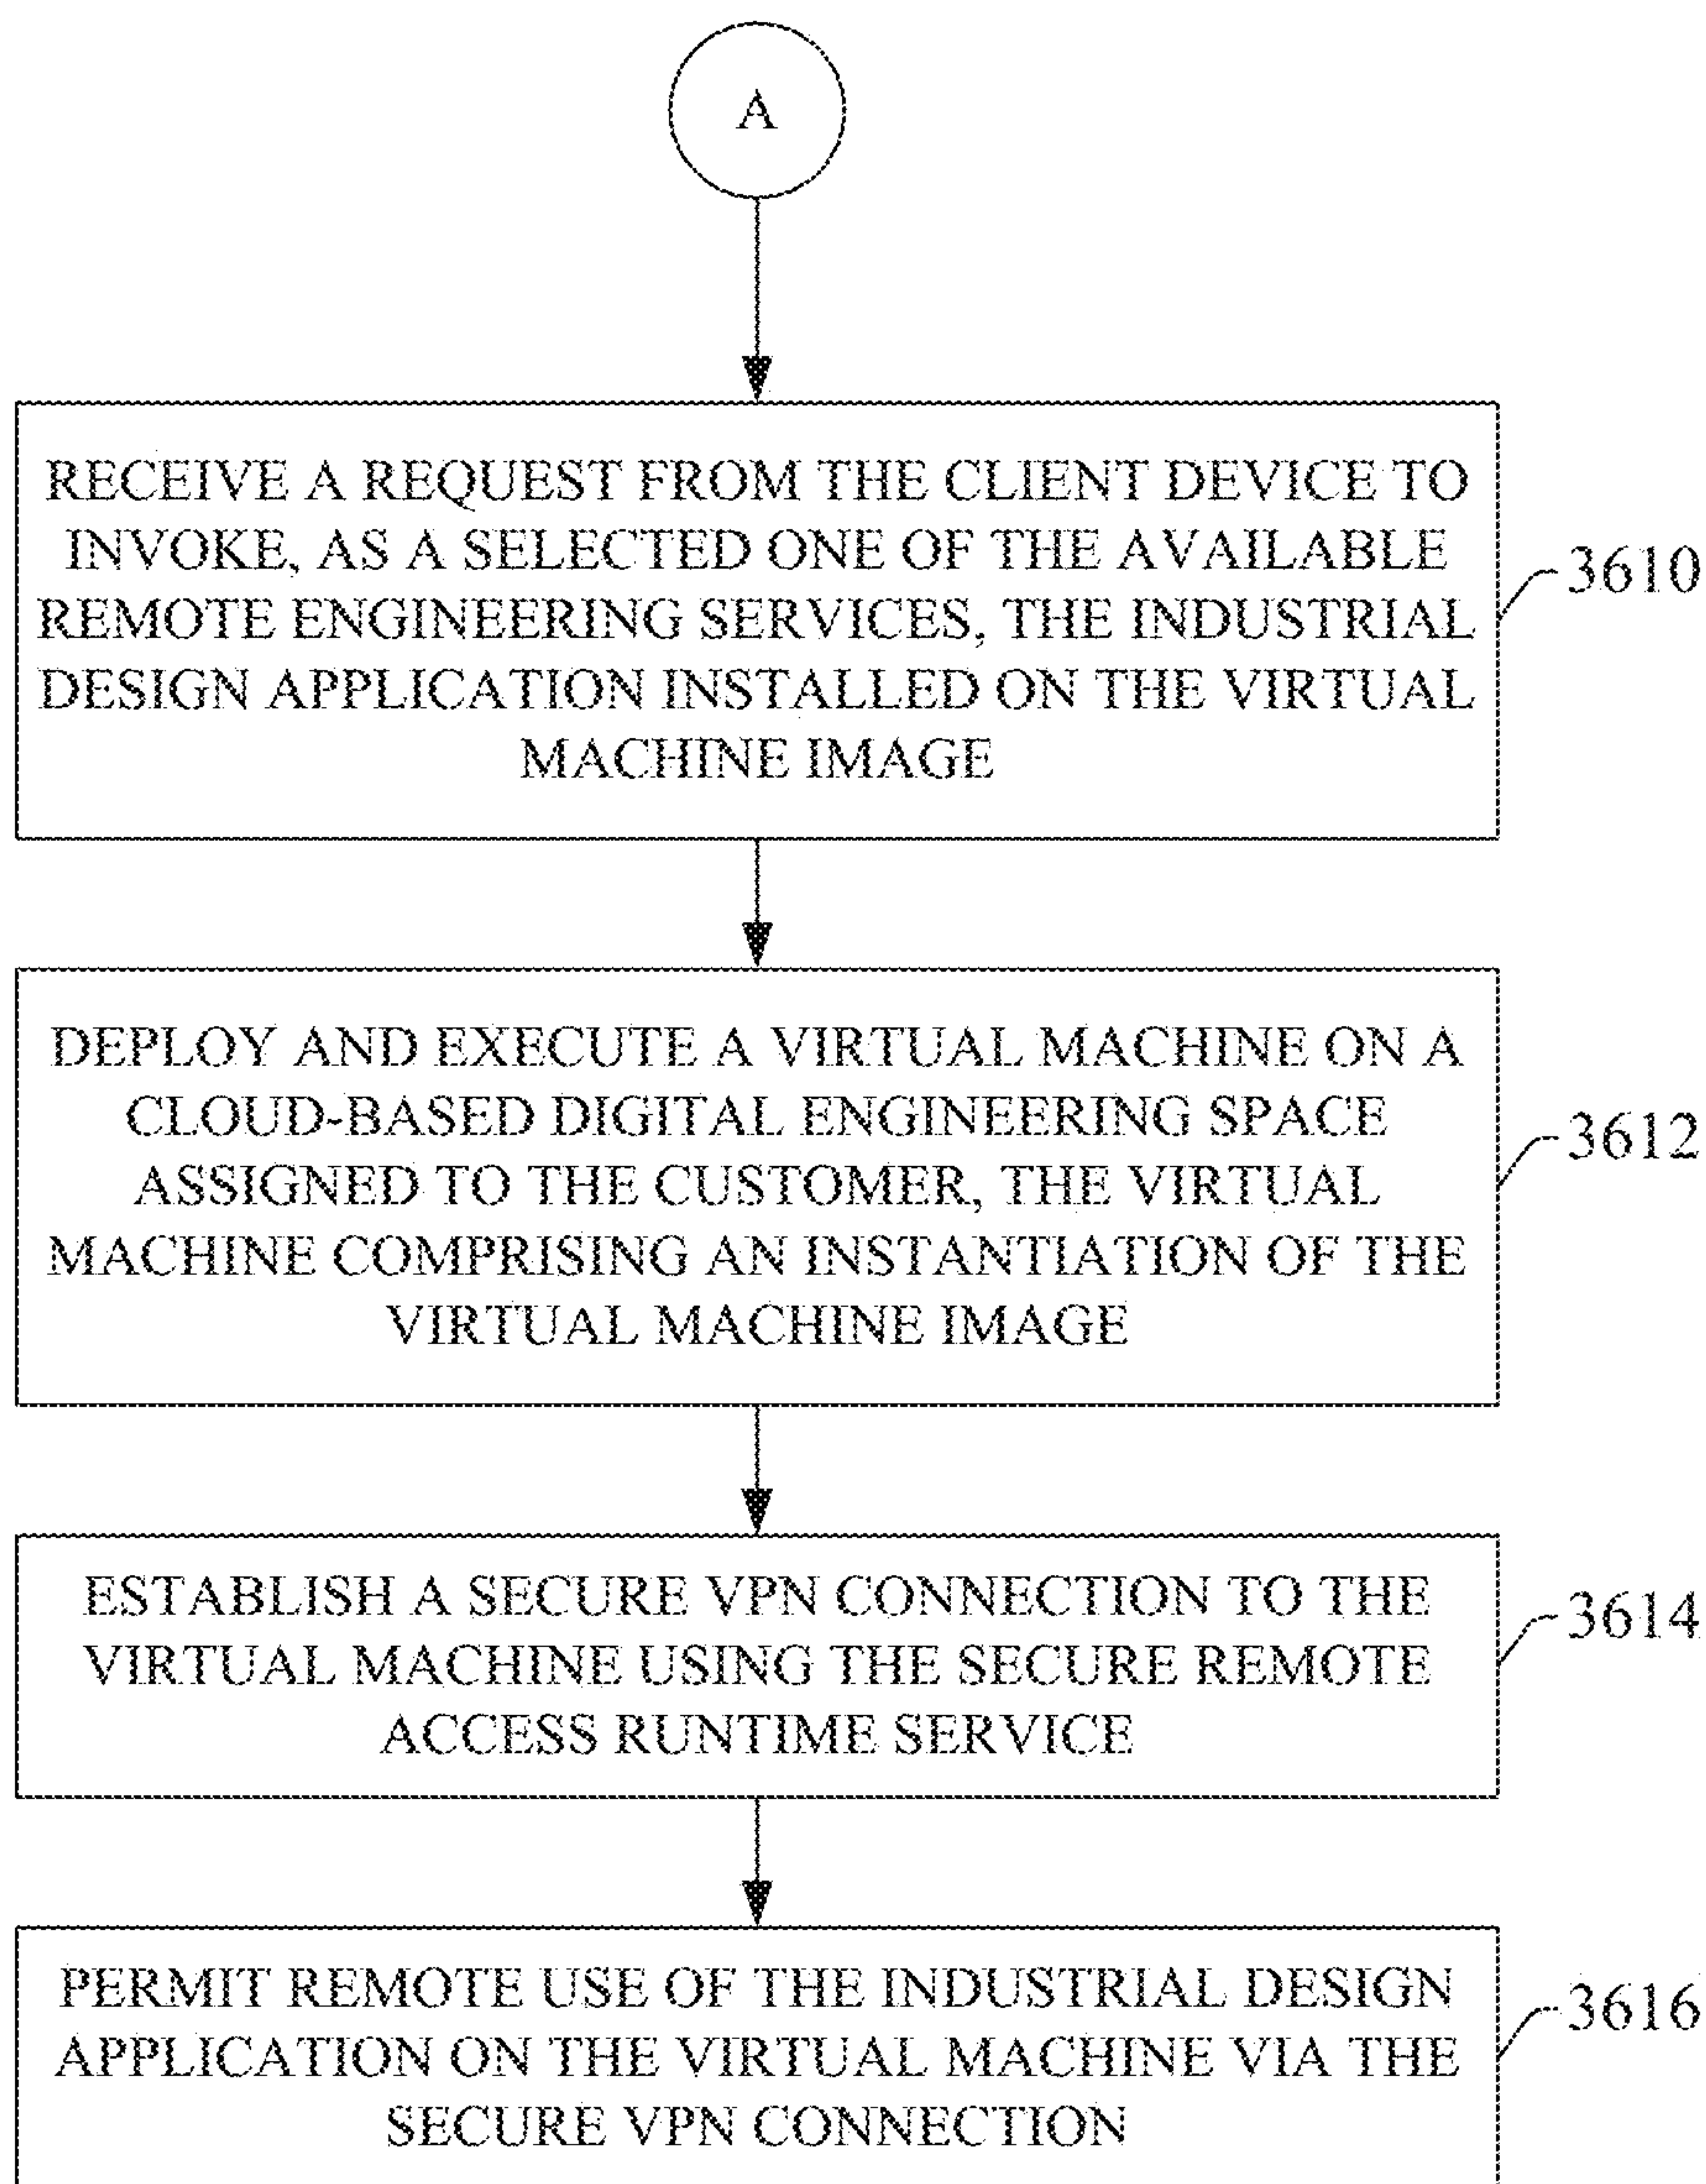 A
RECEIVE A REQUEST FROM THE CLIENT DEVICE TO
INVOKE, AS A SELECTED ONE OF THE AVAILABLE
REMOTE ENGINEERING SERVICES, THE INDUSTRIAL
DESIGN APPLICATION INSTALLED ON THE VIRTUAL
MACHINE IMAGE
3610
DEPLOY AND EXECUTE A VIRTUAL MACHINE ON A
CLOUD-BASED DIGITAL ENGINEERING SPACE
ASSIGNED TO THE CUSTOMER, THE VIRTUAL
MACHINE COMPRISING AN INSTANTIATION OF THE
VIRTUAL MACHINE IMAGE
3612
ESTABLISH A SECURE VPN CONNECTION TO THE
VIRTUAL MACHINE USING THE SECURE REMOTE
ACCESS RUNTIME SERVICE
3614
PERMIT REMOTE USE OF THE INDUSTRIAL DESIGN
APPLICATION ON THE VIRTUAL MACHINE VIA THE
SECURE VPN CONNECTION
3616